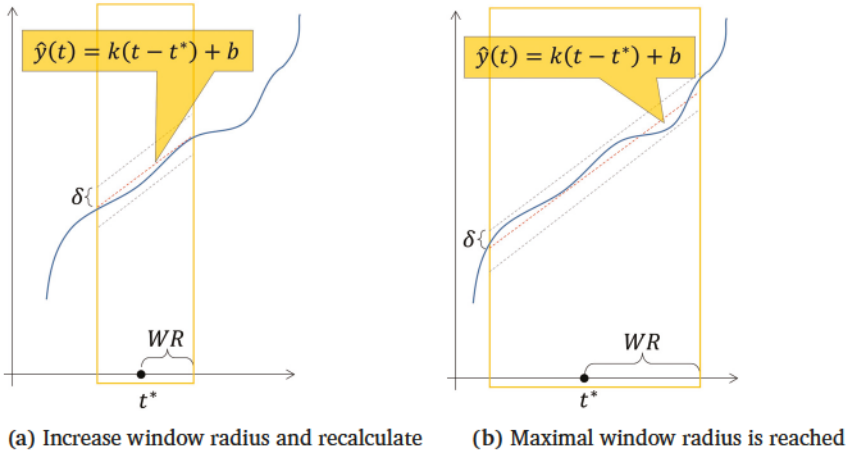 ŷ(t) = k(t − t*) + b
δ
WR
t*
(a) Increase window radius and recalculate
ŷ(t) = k(t − t*) + b
δ
WR
t*
(b) Maximal window radius is reached